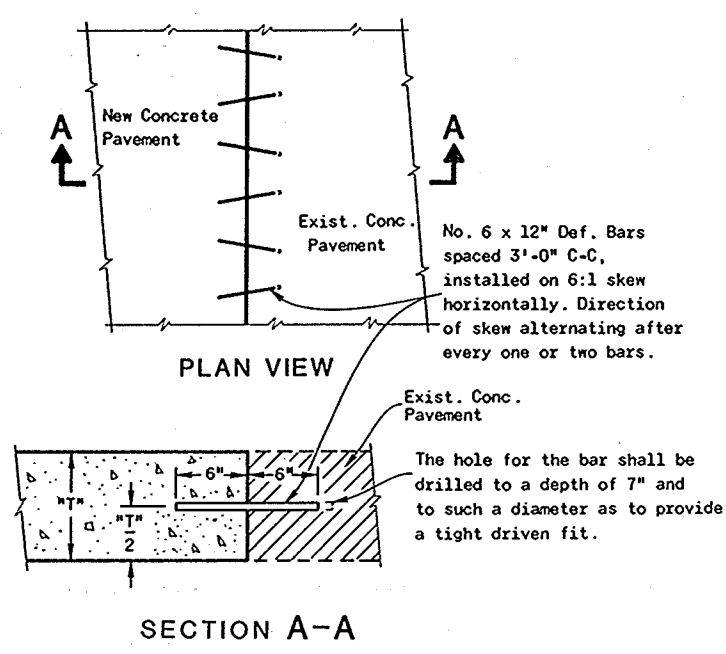 A
A
New Concrete
Pavement
Exist. Conc.
Pavement
No. 6 x 12" Def. Bars
spaced 3'-0" C-C,
installed on 6:1 skew
horizontally. Direction
of skew alternating after
every one or two bars.
PLAN VIEW
Exist. Conc.
Pavement
6" 6"
"T"
"T"
2
The hole for the bar shall be
drilled to a depth of 7" and
to such a diameter as to provide
a tight driven fit.
SECTION A-A